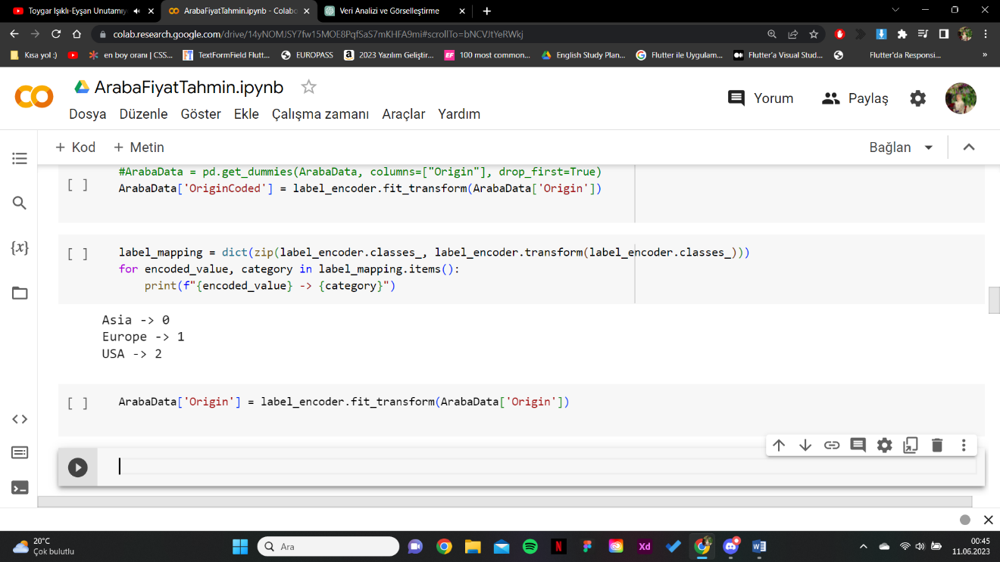 Toygar Işıklı-Eyşan Unutamıy
ArabaFiyatTahmin.ipynb - Colabo
Veri Analizi ve Görselleştirme
colab.research.google.com/drive/14yNOMJSY7fw15MOE8PqfSaS7mKHFA9mi#scrollTo=bNCVJtYeRWkj
Kısa yol :)
en boy oranı | CSS...
TextFormField Flutt...
EUROPASS
2023 Yazılım Geliştir...
100 most common...
English Study Plan...
Flutter ile Uygulam...
Flutter'a Visual Stud...
Flutter'da Responsi...
»
ArabaFiyatTahmin.ipynb
Yorum
Paylaş
Dosya Düzenle Göster Ekle Çalışma zamanı Araçlar Yardım
+ Kod + Metin
Bağlan
#ArabaData = pd.get_dummies(ArabaData, columns=["Origin"], drop_first=True)
[ ] ArabaData['OriginCoded'] = label_encoder.fit_transform(ArabaData['Origin'])
[ ] label_mapping = dict(zip(label_encoder.classes_, label_encoder.transform(label_encoder.classes_)))
for encoded_value, category in label_mapping.items():
print(f"{encoded_value} -> {category}")
Asia -> 0
Europe -> 1
USA -> 2
[ ] ArabaData['Origin'] = label_encoder.fit_transform(ArabaData['Origin'])
{x}
20°C
Çok bulutlu
Ara
Xd
00:45
11.06.2023